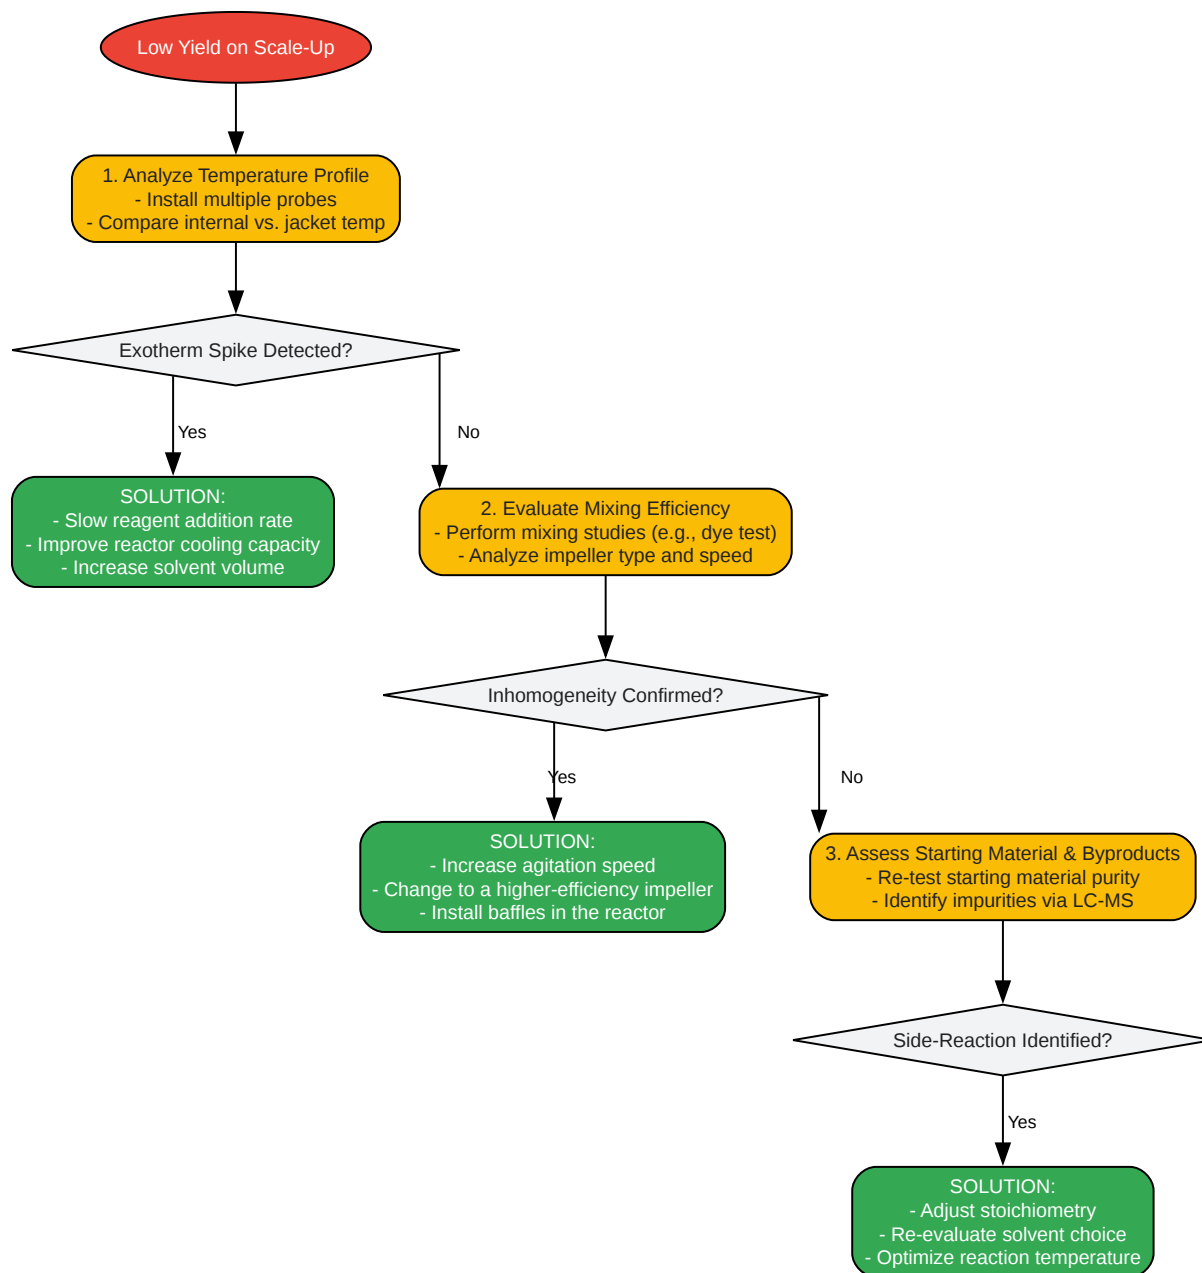 Low Yield on Scale-Up
1. Analyze Temperature Profile
- Install multiple probes
- Compare internal vs. jacket temp
Exotherm Spike Detected?
Yes
No
SOLUTION:
- Slow reagent addition rate
- Improve reactor cooling capacity
- Increase solvent volume
2. Evaluate Mixing Efficiency
- Perform mixing studies (e.g., dye test)
- Analyze impeller type and speed
Inhomogeneity Confirmed?
Yes
No
SOLUTION:
- Increase agitation speed
- Change to a higher-efficiency impeller
- Install baffles in the reactor
3. Assess Starting Material & Byproducts
- Re-test starting material purity
- Identify impurities via LC-MS
Side-Reaction Identified?
Yes
SOLUTION:
- Adjust stoichiometry
- Re-evaluate solvent choice
- Optimize reaction temperature